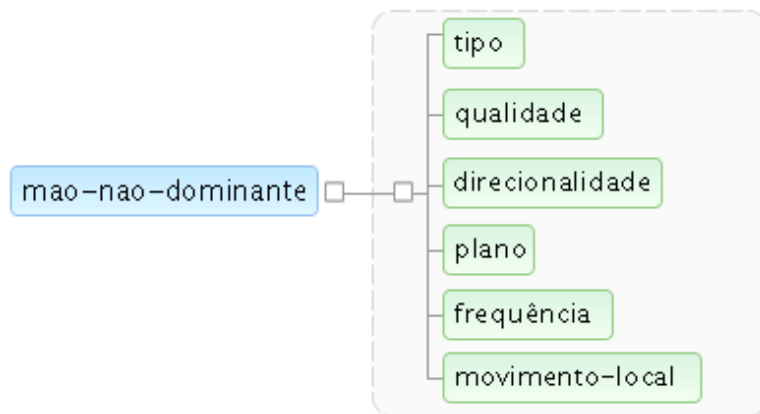 tipo
qualidade
mao-nao-dominante
direcionalidade
plano
frequência
movimento-local